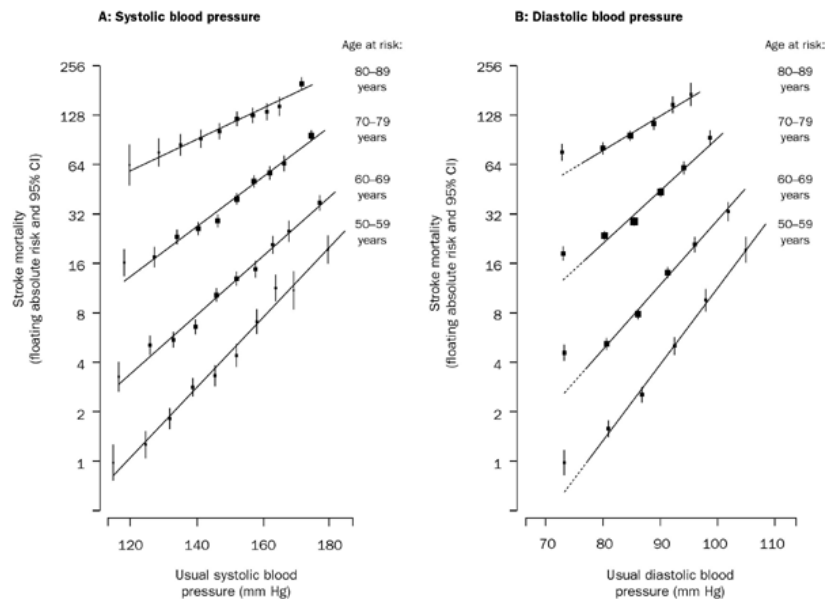 A: Systolic blood pressure
Age at risk:
256
128
64
32
16
8
4
2
1
80–89
years
70–79
years
60–69
years
50–59
years
Stroke mortality
(floating absolute risk and 95% CI)
120
140
160
180
Usual systolic blood
pressure (mm Hg)
B: Diastolic blood pressure
Age at risk:
256
128
64
32
16
8
4
2
1
80–89
years
70–79
years
60–69
years
50–59
years
Stroke mortality
(floating absolute risk and 95% CI)
70
80
90
100
110
Usual diastolic blood
pressure (mm Hg)